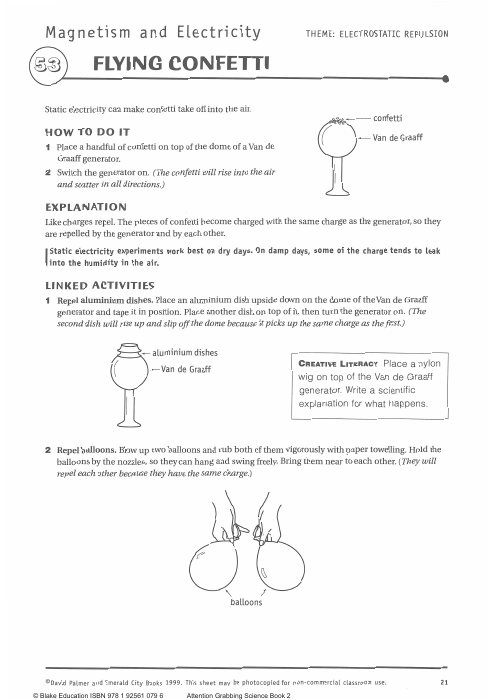 Magnetism and Electricity
THEME: ELECTROSTATIC REPULSION
53
FLYING CONFETTI
Static electricity can make confetti take off into the air.
HOW TO DO IT
1 Place a handful of confetti on top of the dome of a Van de
Graaff generator.
2 Switch the generator on. (The confetti will rise into the air
and scatter in all directions.)
confetti
Van de Graaff
EXPLANATION
Like charges repel. The pieces of confetti become charged with the same charge as the generator, so they
are repelled by the generator and by each other.
Static electricity experiments work best on dry days. On damp days, some of the charge tends to leak
into the humidity in the air.
LINKED ACTIVITIES
1 Repel aluminium dishes. Place an aluminium dish upside down on the dome of the Van de Graaff
generator and tape it in position. Place another dish on top of it, then turn the generator on. (The
second dish will rise up and slip off the dome because it picks up the same charge as the first.)
aluminium dishes
Van de Graaff
CREATIVE LITERACY Place a nylon
wig on top of the Van de Graaff
generator. Write a scientific
explanation for what happens.
2 Repel balloons. Blow up two balloons and rub both of them vigorously with paper towelling. Hold the
balloons by the nozzles, so they can hang and swing freely. Bring them near to each other. (They will
repel each other because they have the same charge.)
balloons
©David Palmer and Emerald City Books 1999. This sheet may be photocopied for non-commercial classroom use.
21
© Blake Education ISBN 978 1 92561 079 6
Attention Grabbing Science Book 2